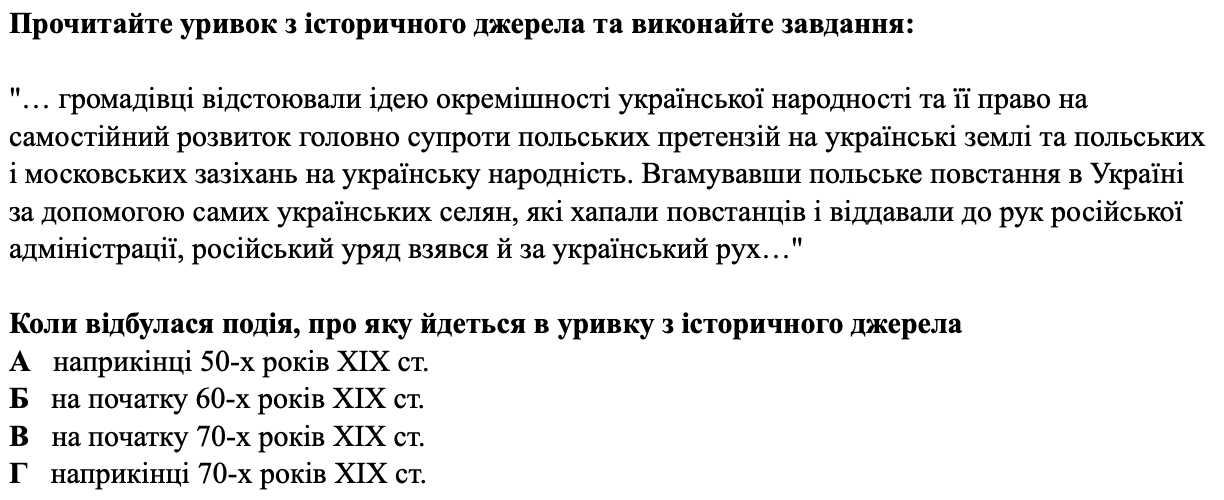 Прочитайте уривок з історичного джерела та виконайте завдання:
"… громадівці відстоювали ідею окремішності української народності та її право на
самостійний розвиток головно супроти польських претензій на українські землі та польських
і московських зазіхань на українську народність. Вгамувавши польське повстання в Україні
за допомогою самих українських селян, які хапали повстанців і віддавали до рук російської
адміністрації, російський уряд взявся й за український рух…"
Коли відбулася подія, про яку йдеться в уривку з історичного джерела
А наприкінці 50-х років XIX ст.
Б на початку 60-х років XIX ст.
В на початку 70-х років XIX ст.
Г наприкінці 70-х років XIX ст.